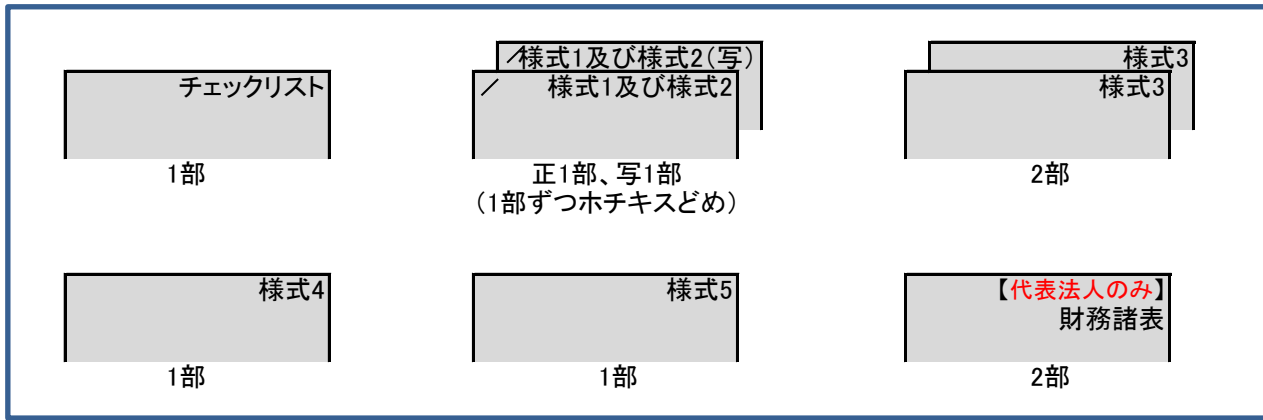 様式1及び様式2(写)
様式3
チェックリスト
様式1及び様式2
様式3
1部
正1部、写1部
(1部ずつホチキスどめ)
2部
様式4
様式5
【代表法人のみ】
財務諸表
1部
1部
2部